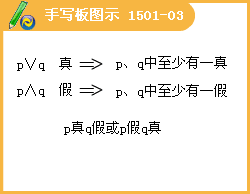 手写板图示 1501-03
p∨q 真 ⇒ p、q中至少有一真
p∧q 假 ⇒ p、q中至少有一假
p真q假或p假q真